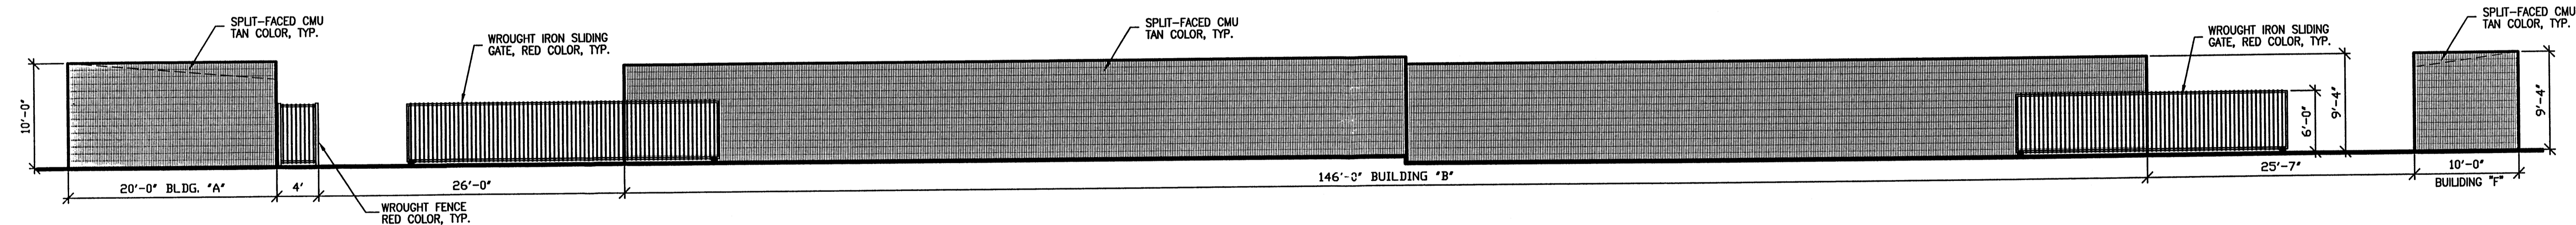 SPLIT-FACED CMU
TAN COLOR, TYP.
WROUGHT IRON SLIDING
GATE, RED COLOR, TYP.
SPLIT-FACED CMU
TAN COLOR, TYP.
WROUGHT IRON SLIDING
GATE, RED COLOR, TYP.
SPLIT-FACED CMU
TAN COLOR, TYP.
10'-0"
6'-0"
9'-4"
9'-4"
20'-0" BLDG. "A"
4'
26'-0"
146'-0" BUILDING "B"
25'-7"
10'-0"
BUILIDING "F"
WROUGHT FENCE
RED COLOR, TYP.